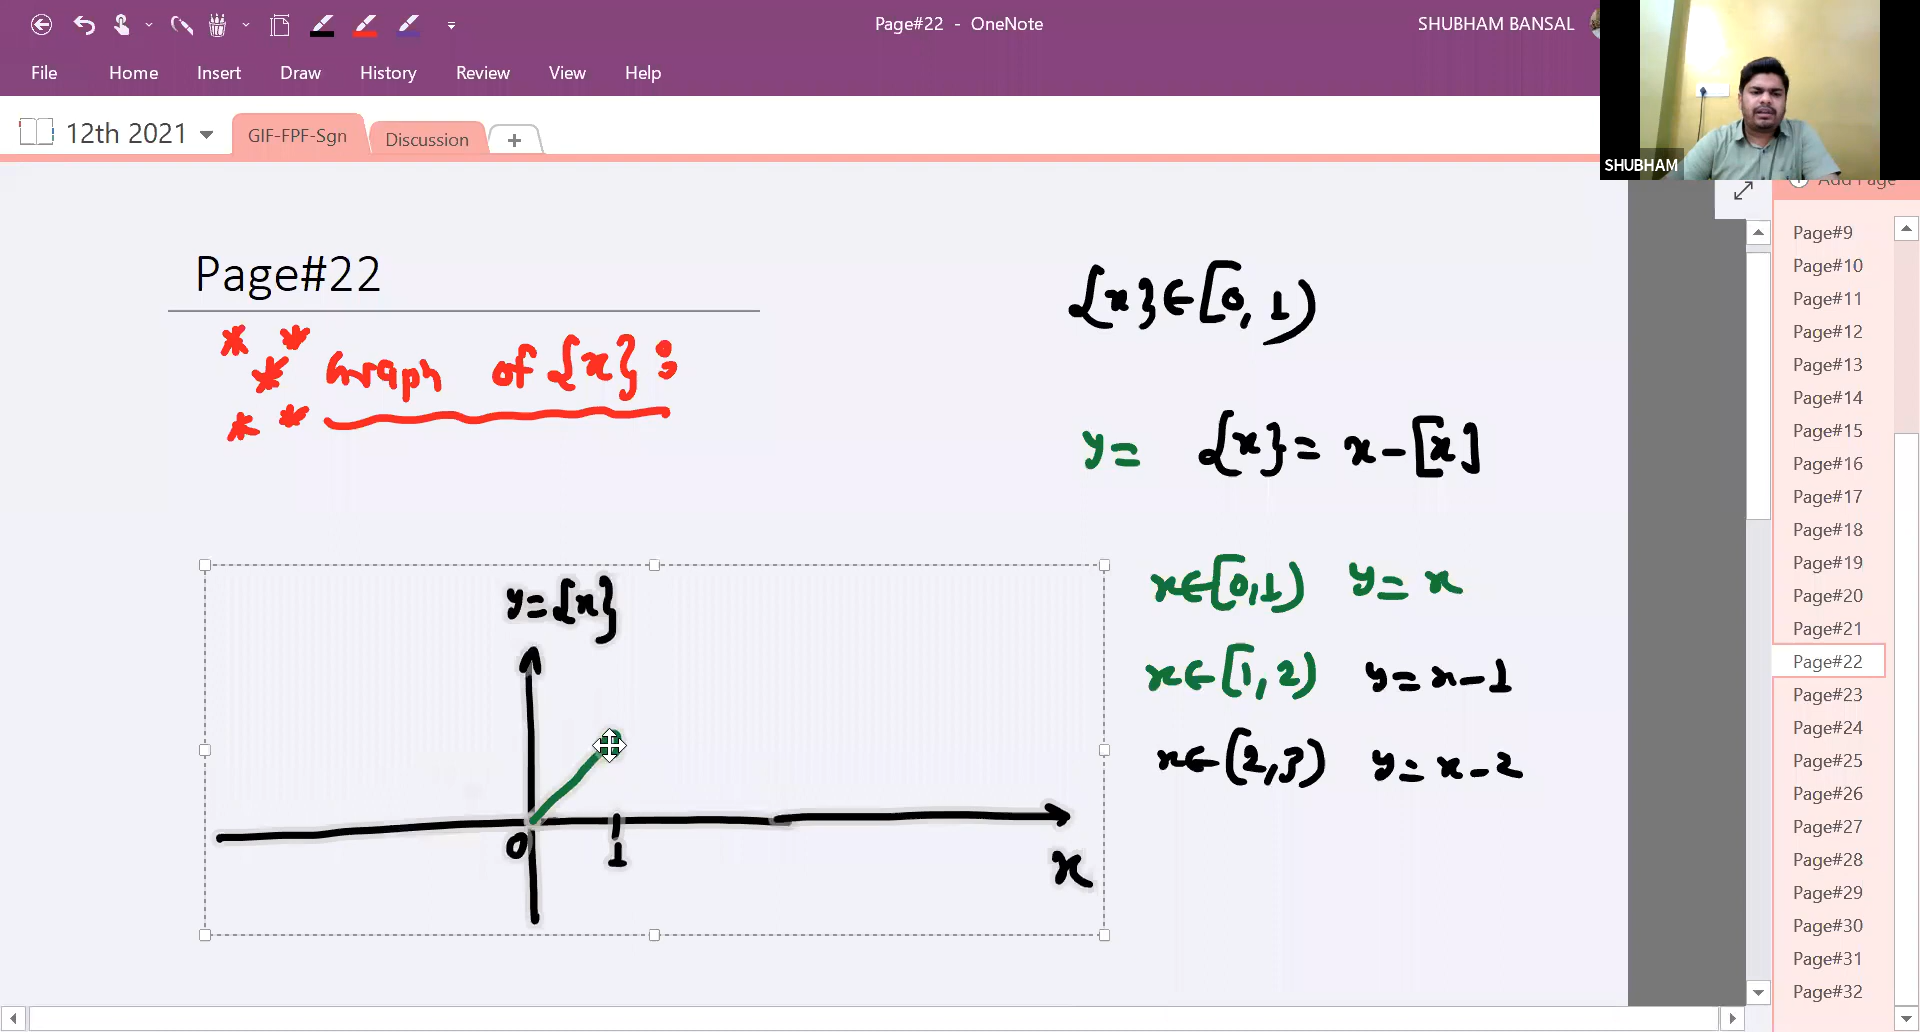 Page#22 - OneNote
SHUBHAM BANSAL
File Home Insert Draw History Review View Help
SHUBHAM
12th 2021
GIF-FPF-Sgn
Discussion
+
Add Page
Page#9
Page#10
Page#11
Page#12
Page#13
Page#14
Page#15
Page#16
Page#17
Page#18
Page#19
Page#20
Page#21
Page#22
Page#23
Page#24
Page#25
Page#26
Page#27
Page#28
Page#29
Page#30
Page#31
Page#32
Page#22
Graph of {x} :
{x}∈[0,1)
y= {x}= x-[x]
x∈[0,1) y=x
x∈[1,2) y=x-1
x∈(2,3) y=x-2
y={x}
0
1
x